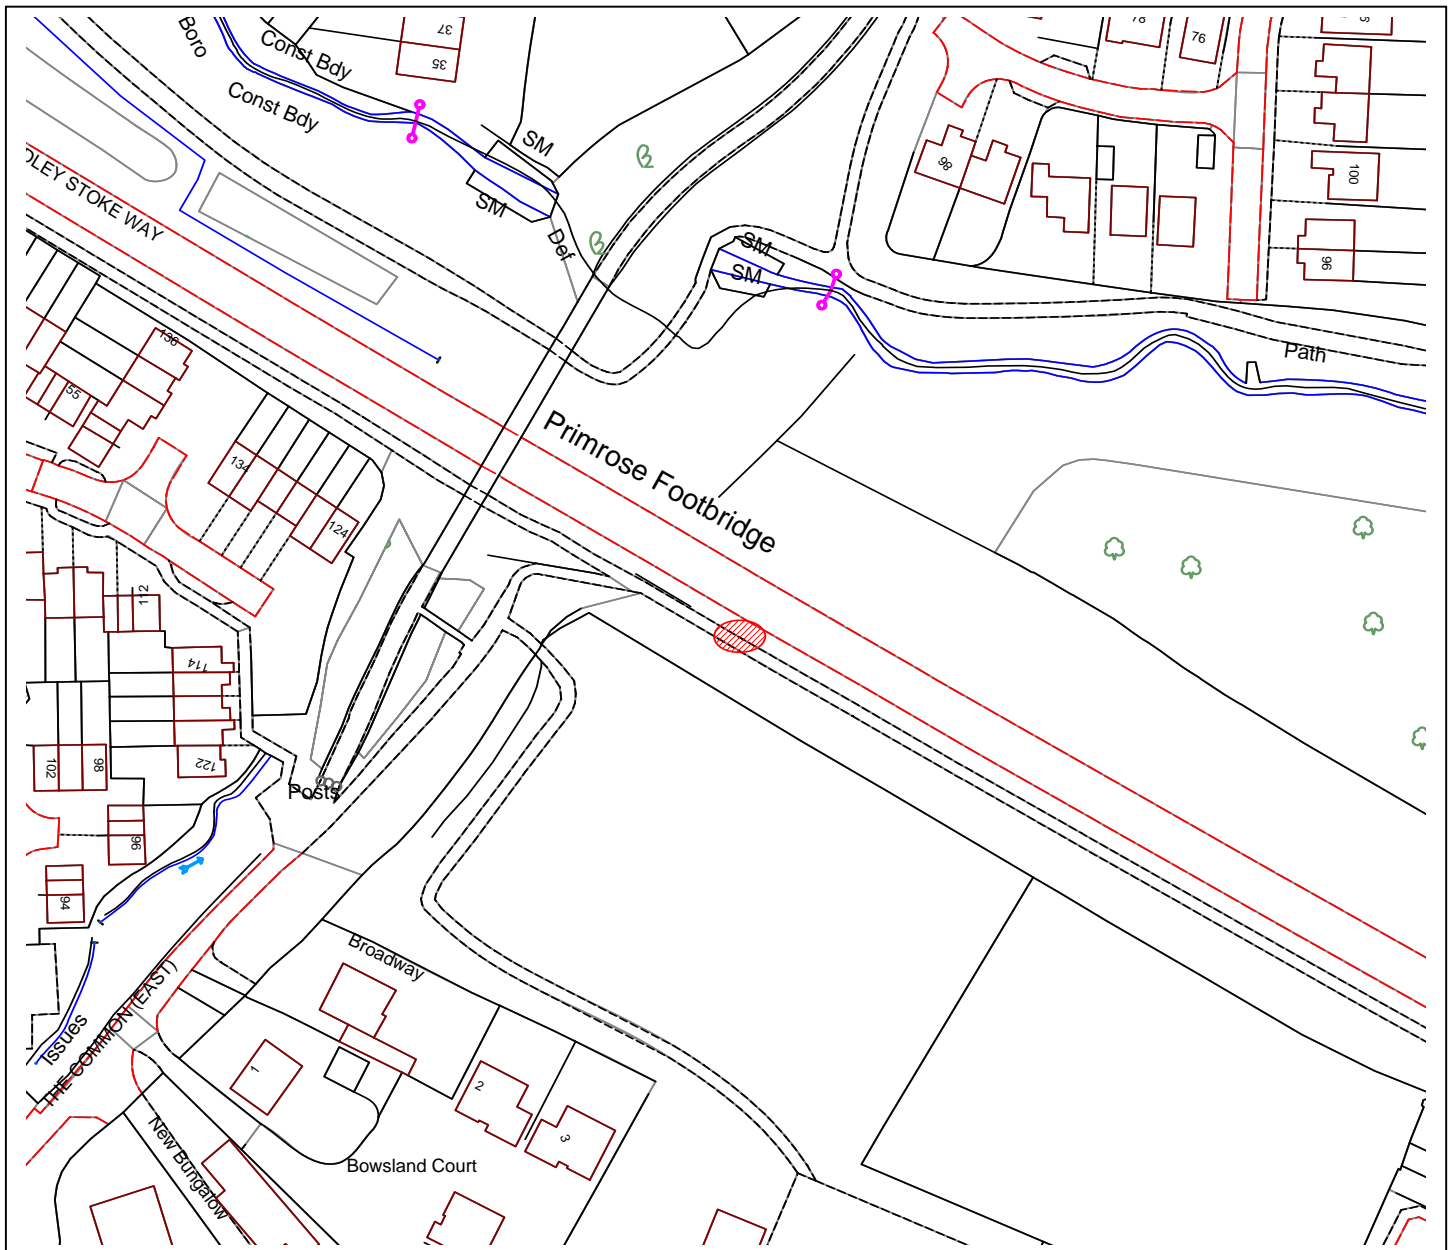 Boro
Const Bdy
Const Bdy
37
35
SM
SM
Def
SM
SM
78
76
98
100
96
Path
DLEY STOKE WAY
136
55
134
124
Primrose Footbridge
112
114
122
102
98
96
94
Posts
Issues
THE COMMON (EAST)
Broadway
1
2
3
Bowsland Court
New Bungalow